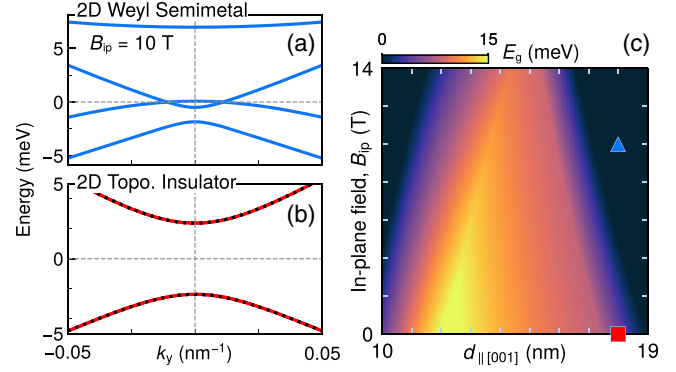 2D Weyl Semimetal
B_ip = 10 T
(a)
5
0
−5
Energy (meV)
2D Topo. Insulator
(b)
5
0
−5
−0.05
k_y (nm⁻¹)
0.05
0
15
E_g (meV)
(c)
14
In-plane field, B_ip (T)
0
10
d_∥ [001] (nm)
19